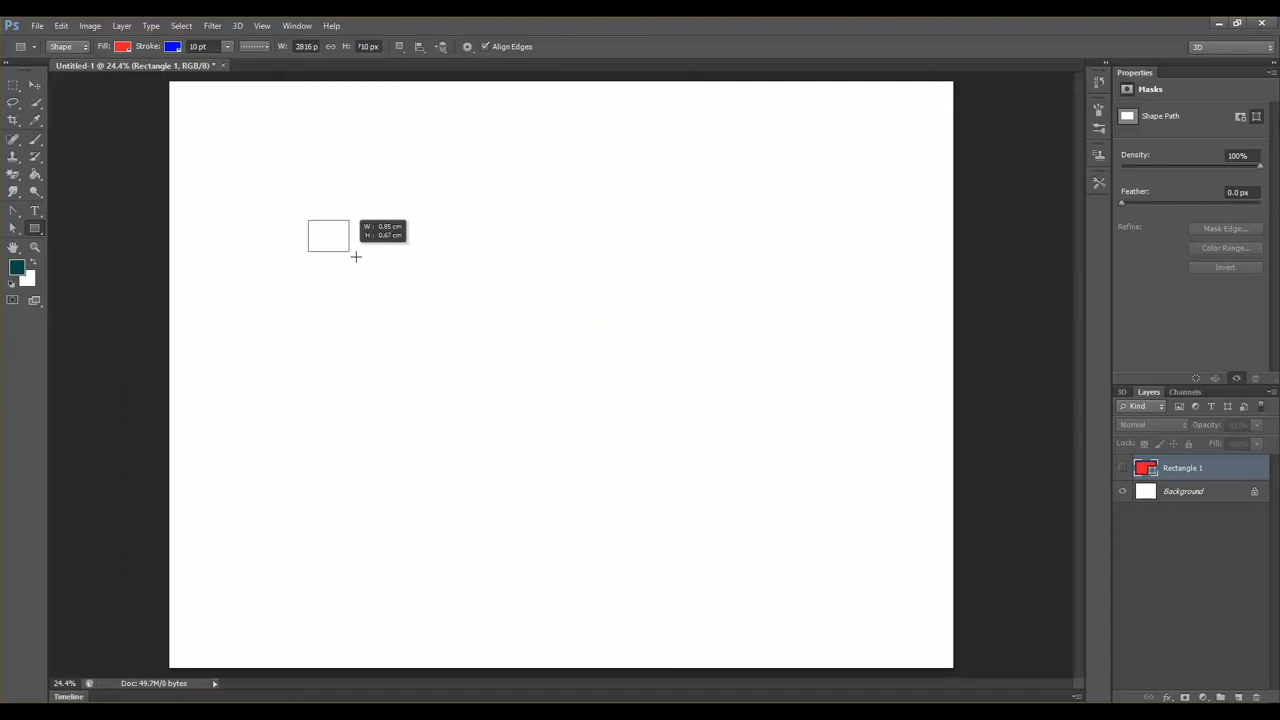 Ps File Edit Image Layer Type Select Filter 3D View Window Help
Shape Fill: Stroke: 10 pt W: 2816 p H: 710 px Align Edges 3D
Untitled-1 @ 24.4% (Rectangle 1, RGB/8) * ×
Properties
Masks
Shape Path
Density: 100%
Feather: 0.0 px
Refine: Mask Edge...
Color Range...
Invert
W: 0.85 cm
H: 0.67 cm
3D Layers Channels
Kind
Normal Opacity: 100%
Lock: Fill: 100%
Rectangle 1
Background
24.4% Doc: 49.7M/0 bytes
Timeline